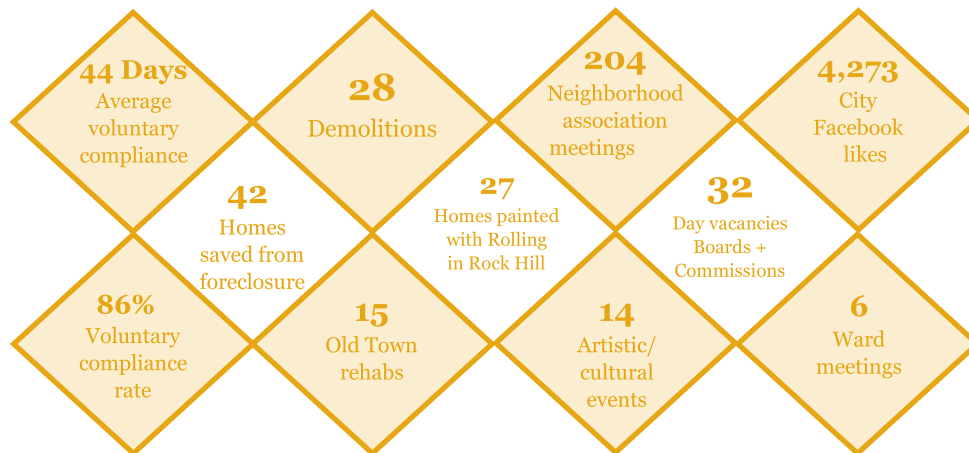 44 Days
Average
voluntary
compliance
28
Demolitions
204
Neighborhood
association
meetings
4,273
City
Facebook
likes
42
Homes
saved from
foreclosure
27
Homes painted
with Rolling
in Rock Hill
32
Day vacancies
Boards +
Commissions
86%
Voluntary
compliance
rate
15
Old Town
rehabs
14
Artistic/
cultural
events
6
Ward
meetings